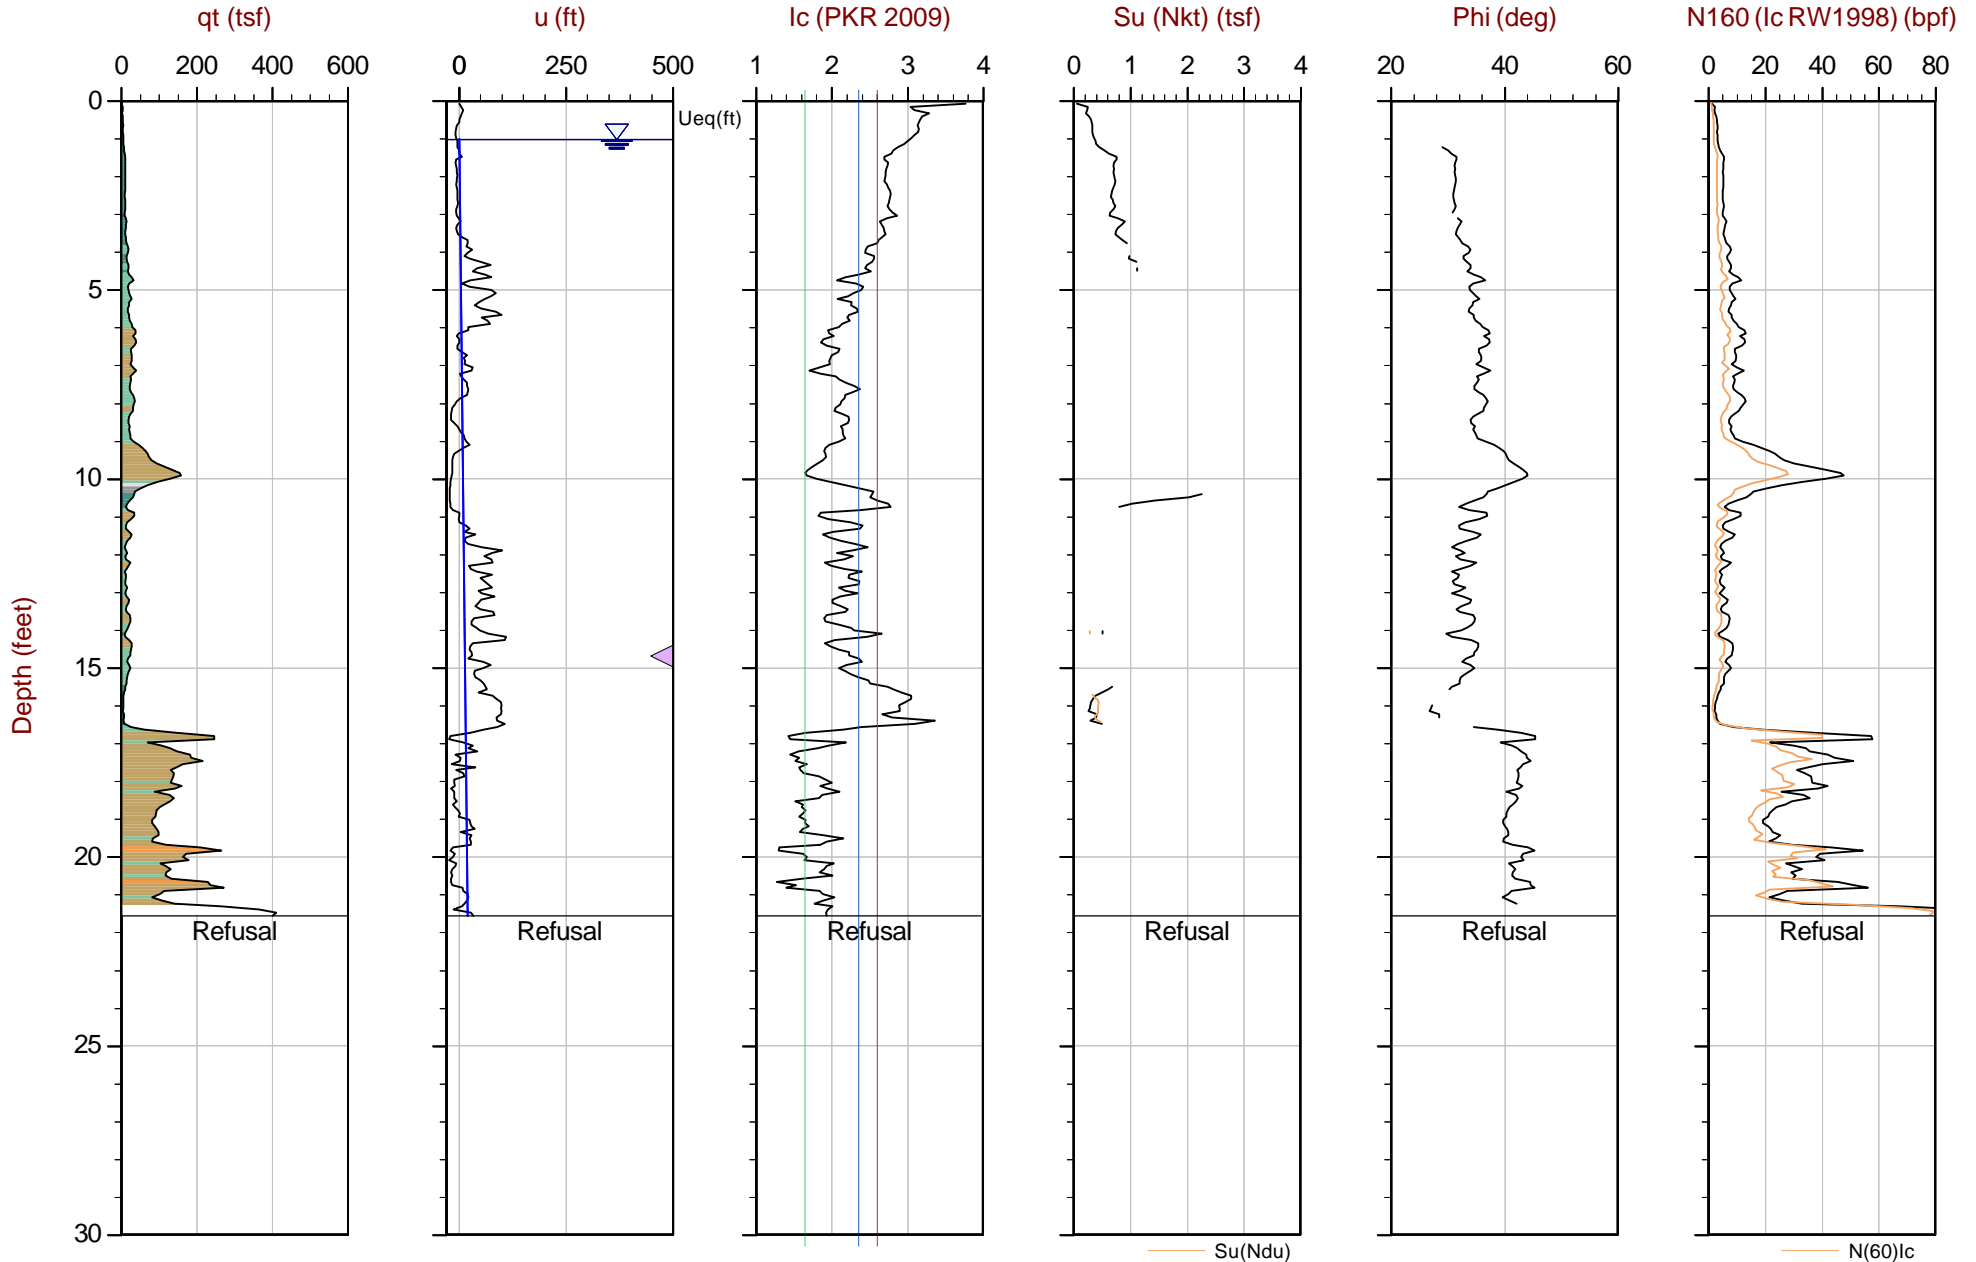 qt (tsf)
u (ft)
Ic (PKR 2009)
Su (Nkt) (tsf)
Phi (deg)
N160 (Ic RW1998) (bpf)
0 200 400 600
0 250 500
1 2 3 4
0 1 2 3 4
20 40 60
0 20 40 60 80
0
Ueq(ft)
5
10
Depth (feet)
15
20
Refusal Refusal Refusal Refusal Refusal Refusal
25
30
Su(Ndu)
N(60)Ic